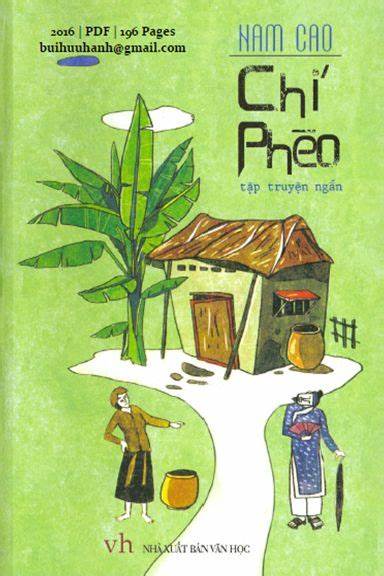 2016 | PDF | 196 Pages
buihuuhanh@gmail.com
NAM CAO
Chí
Phèo
tập truyện ngắn
vh NHÀ XUẤT BẢN VĂN HỌC